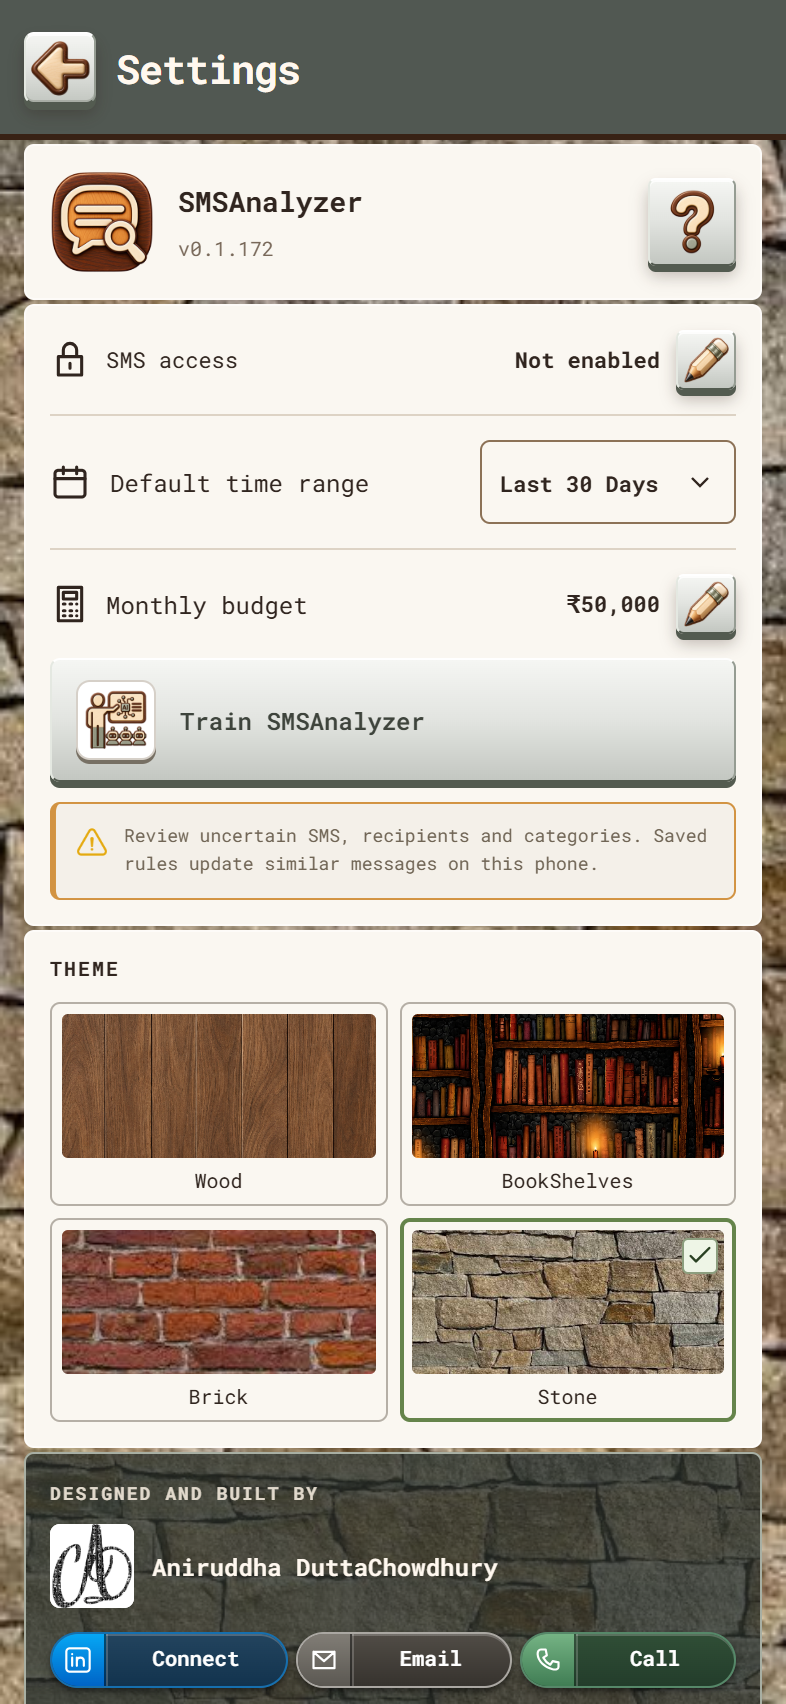 Settings
SMSAnalyzer
v0.1.172
SMS access
Not enabled
Default time range
Last 30 Days
Monthly budget
₹50,000
Train SMSAnalyzer
Review uncertain SMS, recipients and categories. Saved
rules update similar messages on this phone.
THEME
Wood
BookShelves
Brick
Stone
DESIGNED AND BUILT BY
Aniruddha DuttaChowdhury
Connect
Email
Call